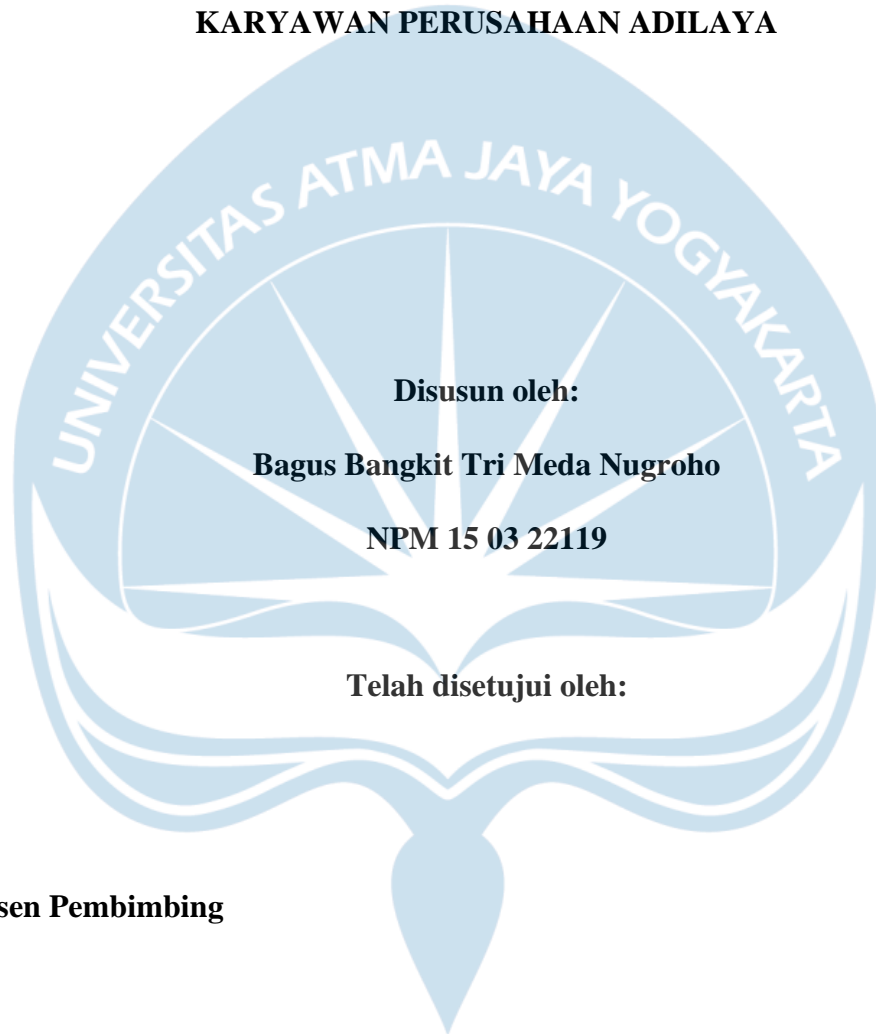 KARYAWAN PERUSAHAAN ADILAYA
UNIVERSITAS ATMA JAYA YOGYAKARTA
Disusun oleh:
Bagus Bangkit Tri Meda Nugroho
NPM 15 03 22119
Telah disetujui oleh:
sen Pembimbing